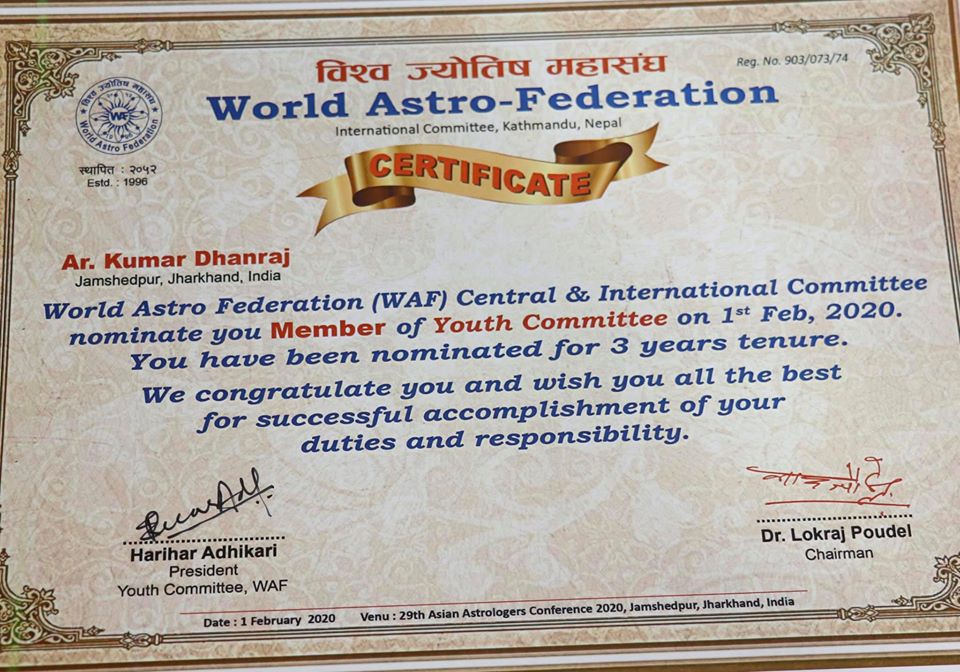 विश्व ज्योतिष महासंघ
Reg. No. 903/073/74
World Astro-Federation
International Committee, Kathmandu, Nepal
विश्व ज्योतिष महासंघ
WAF
World Astro Federation
स्थापित : २०५२
Estd. : 1996
CERTIFICATE
Ar. Kumar Dhanraj
Jamshedpur, Jharkhand, India
World Astro Federation (WAF) Central & International Committee
nominate you Member of Youth Committee on 1st Feb, 2020.
You have been nominated for 3 years tenure.
We congratulate you and wish you all the best
for successful accomplishment of your
duties and responsibility.
Harihar Adhikari
President
Youth Committee, WAF
Dr. Lokraj Poudel
Chairman
Date : 1 February 2020 Venu : 29th Asian Astrologers Conference 2020, Jamshedpur, Jharkhand, India